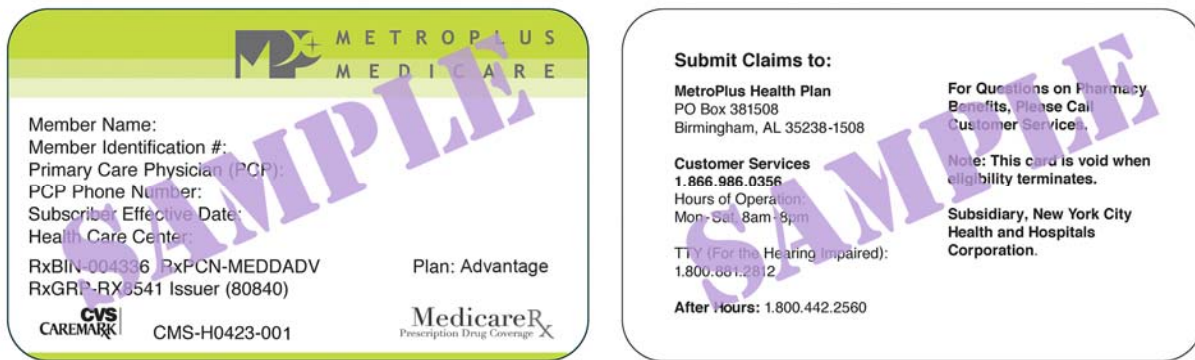 METROPLUS
MEDICARE
Member Name:
Member Identification #:
Primary Care Physician (PCP):
PCP Phone Number:
Subscriber Effective Date:
Health Care Center:
RxBIN-004336 RxPCN-MEDDADV
Plan: Advantage
RxGRP-RX8541 Issuer (80840)
CVS
CAREMARK
CMS-H0423-001
MedicareRx
Prescription Drug Coverage
SAMPLE
Submit Claims to:
MetroPlus Health Plan
PO Box 381508
Birmingham, AL 35238-1508
Customer Services
1.866.986.0356
Hours of Operation:
Mon-Sat, 8am-8pm
TTY (For the Hearing Impaired):
1.800.881.2812
After Hours: 1.800.442.2560
For Questions on Pharmacy
Benefits, Please Call
Customer Services.
Note: This card is void when
eligibility terminates.
Subsidiary, New York City
Health and Hospitals
Corporation.
SAMPLE